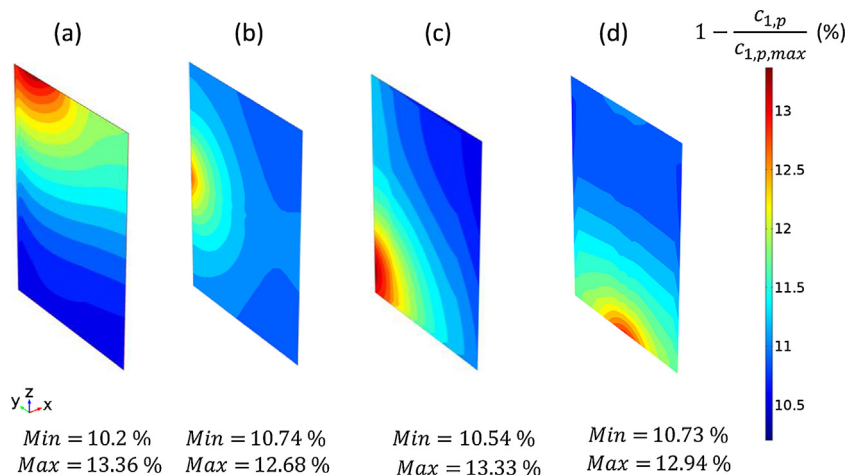 (a) (b) (c) (d) 1 − c₁,ₚ / c₁,ₚ,ₘₐₓ (%)
13
12.5
12
11.5
11
10.5
y z x
Min = 10.2 % Min = 10.74 % Min = 10.54 % Min = 10.73 %
Max = 13.36 % Max = 12.68 % Max = 13.33 % Max = 12.94 %